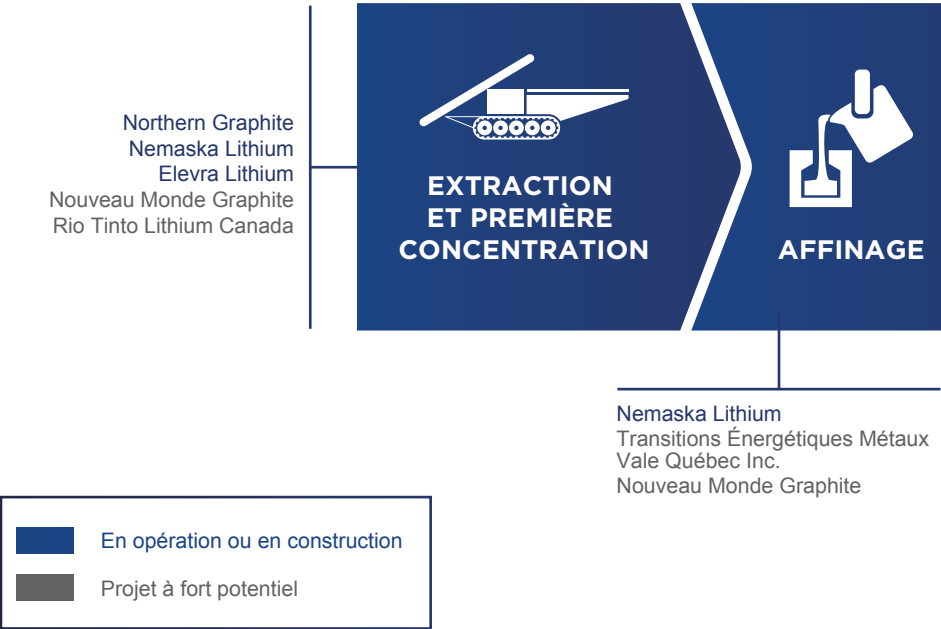 Northern Graphite
Nemaska Lithium
Elevra Lithium
Nouveau Monde Graphite
Rio Tinto Lithium Canada
EXTRACTION
ET PREMIÈRE
CONCENTRATION
AFFINAGE
Nemaska Lithium
Transitions Énergétiques Métaux
Vale Québec Inc.
Nouveau Monde Graphite
En opération ou en construction
Projet à fort potentiel